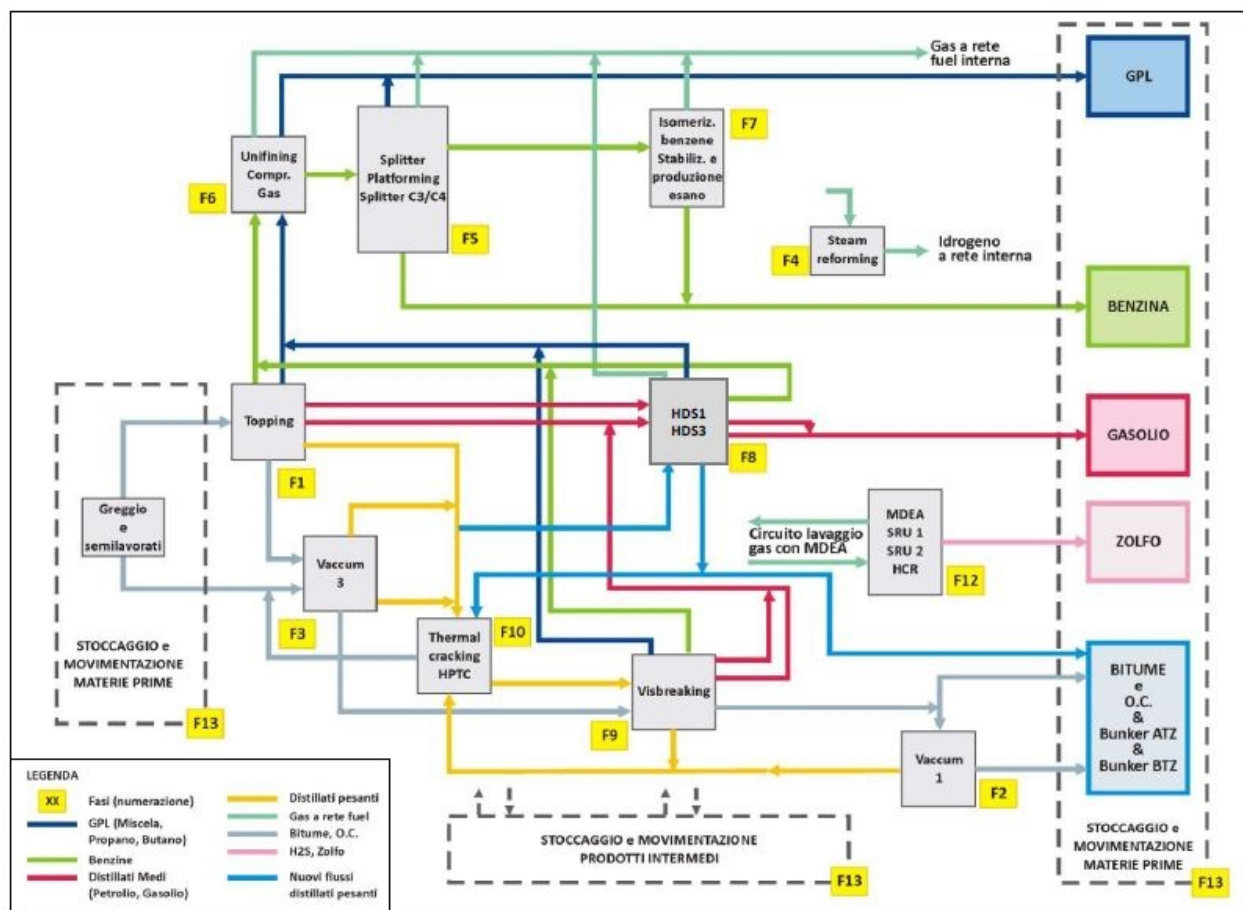 Gas a rete
fuel interna
GPL
Unifining
Compr.
Gas
F6
Splitter
Platforming
Splitter C3/C4
F5
Isomeriz.
benzene
Stabiliz. e
produzione
esano
F7
F4
Steam
reforming
Idrogeno
a rete interna
BENZINA
Topping
F1
HDS1
HDS3
F8
GASOLIO
Greggio
e
semilavorati
STOCCAGGIO e
MOVIMENTAZIONE
MATERIE PRIME
F13
Vaccum
3
F3
Circuito lavaggio
gas con MDEA
MDEA
SRU 1
SRU 2
HCR
F12
ZOLFO
Thermal
cracking
HPTC
F10
Visbreaking
F9
Vaccum
1
F2
BITUME
e
O.C.
&
Bunker ATZ
&
Bunker BTZ
STOCCAGGIO e
MOVIMENTAZIONE
MATERIE PRIME
F13
STOCCAGGIO e MOVIMENTAZIONE
PRODOTTI INTERMEDI
F13
LEGENDA
XX Fasi (numerazione)
GPL (Miscela,
Propano, Butano)
Benzine
Distillati Medi
(Petrolio, Gasolio)
Distillati pesanti
Gas a rete fuel
Bitume, O.C.
H2S, Zolfo
Nuovi flussi
distillati pesanti